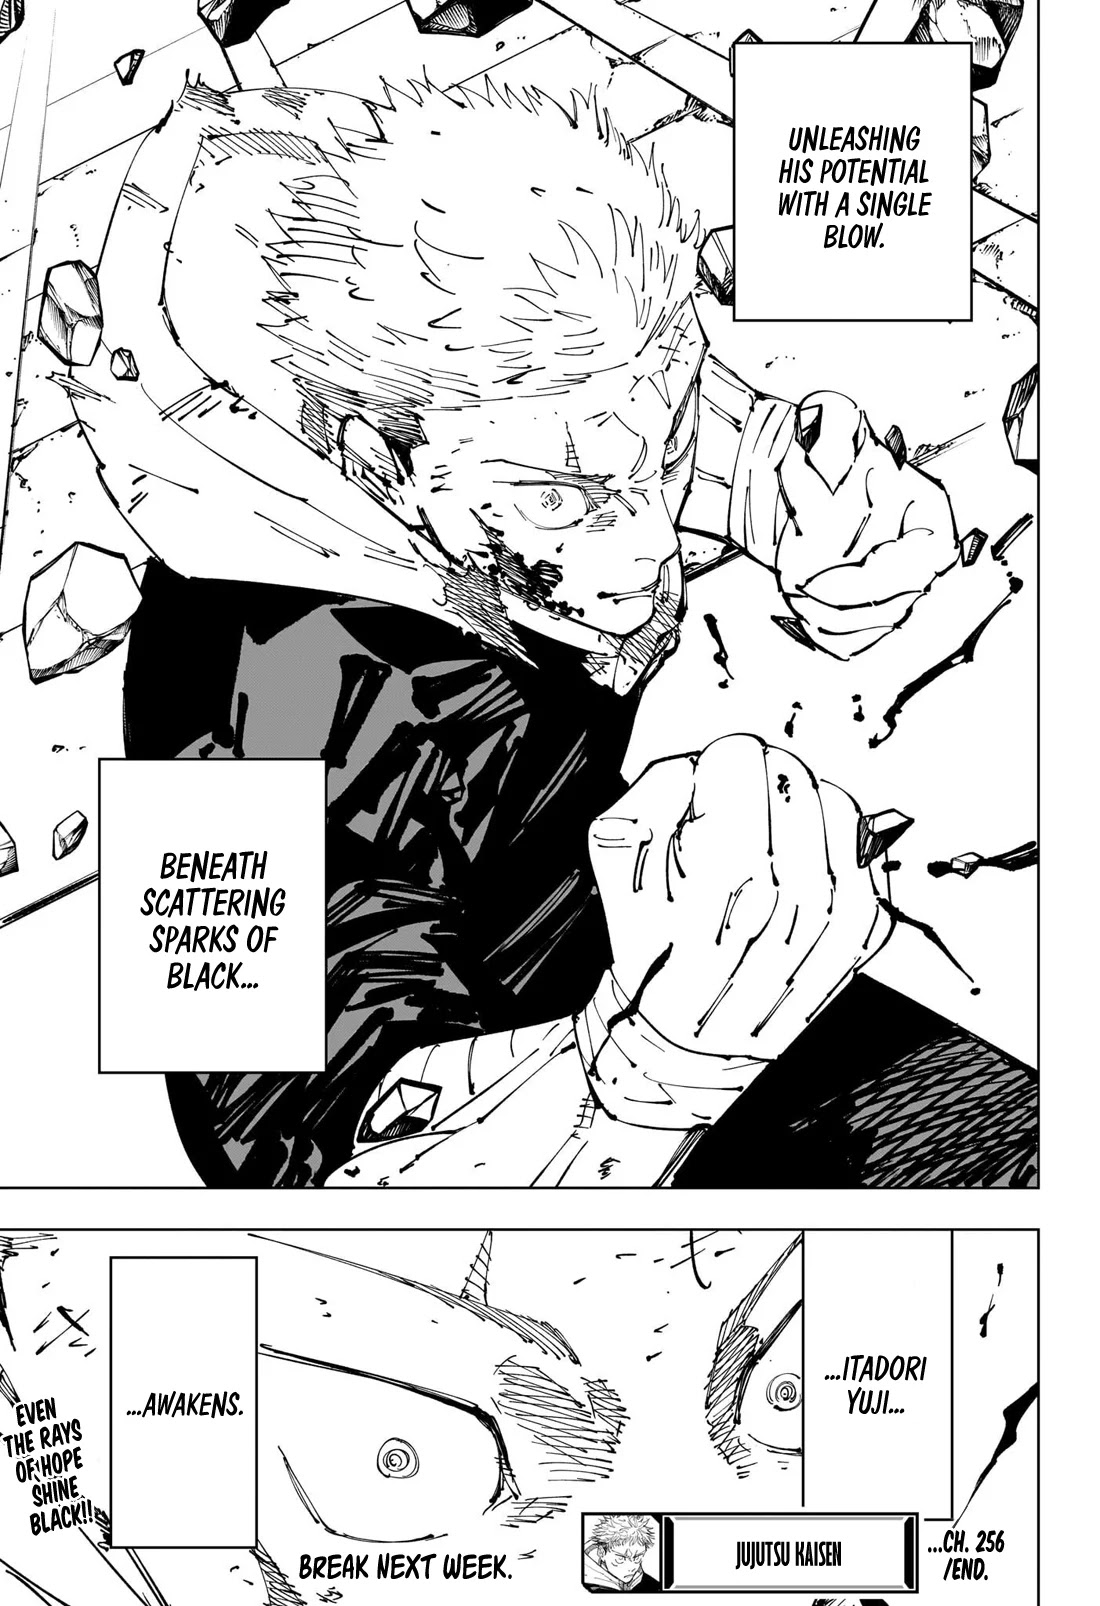 UNLEASHING
HIS POTENTIAL
WITH A SINGLE
BLOW.
BENEATH
SCATTERING
SPARKS OF
BLACK...
...ITADORI
YUJI...
...AWAKENS.
EVEN
THE RAYS
OF HOPE
SHINE
BLACK!!
BREAK NEXT WEEK.
JUJUTSU KAISEN
...CH. 256
/END.